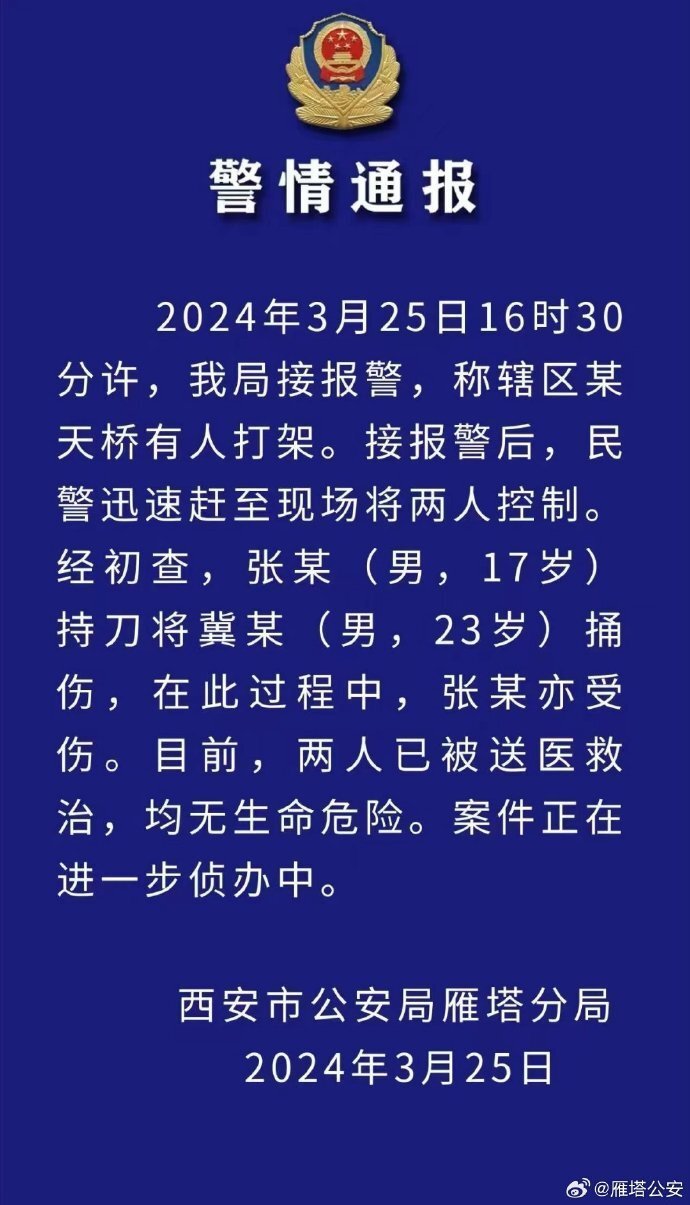 警情通报
2024年3月25日16时30
分许，我局接报警，称辖区某
天桥有人打架。接报警后，民
警迅速赶至现场将两人控制。
经初查，张某（男，17岁）
持刀将冀某（男，23岁）捅
伤，在此过程中，张某亦受
伤。目前，两人已被送医救
治，均无生命危险。案件正在
进一步侦办中。
西安市公安局雁塔分局
2024年3月25日
@雁塔公安